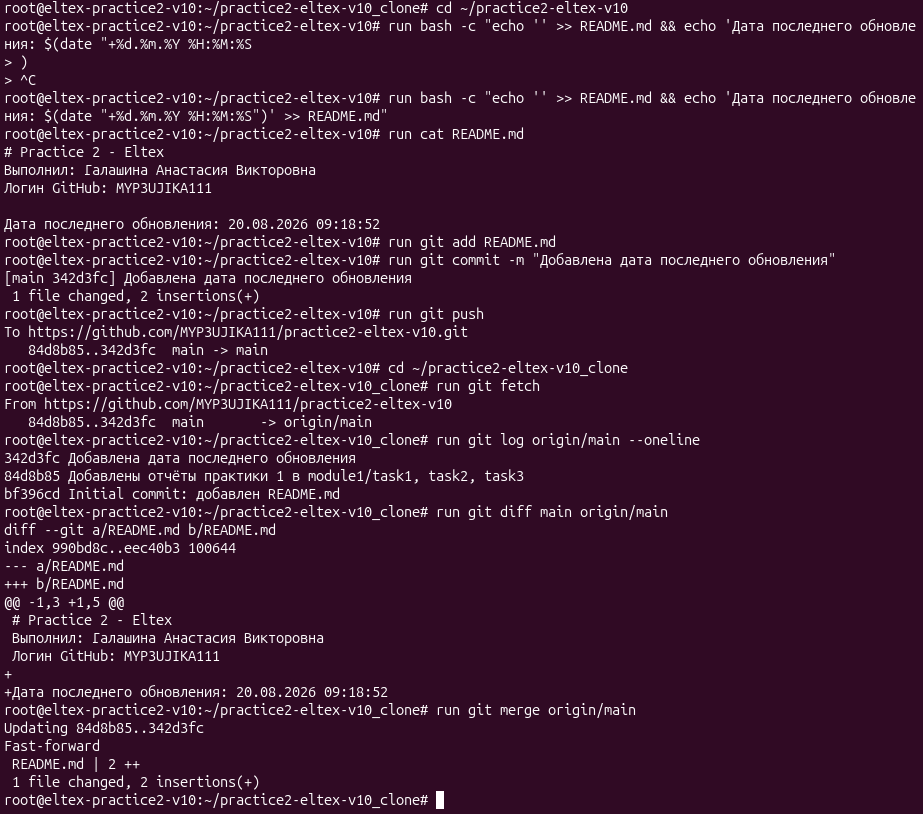 root@eltex-practice2-v10:~/practice2-eltex-v10_clone# cd ~/practice2-eltex-v10
root@eltex-practice2-v10:~/practice2-eltex-v10# run bash -c "echo '' >> README.md && echo 'Дата последнего обновле
ния: $(date "+%d.%m.%Y %H:%M:%S
> )
> ^C
root@eltex-practice2-v10:~/practice2-eltex-v10# run bash -c "echo '' >> README.md && echo 'Дата последнего обновле
ния: $(date "+%d.%m.%Y %H:%M:%S")' >> README.md"
root@eltex-practice2-v10:~/practice2-eltex-v10# run cat README.md
# Practice 2 - Eltex
Выполнил: Галашина Анастасия Викторовна
Логин GitHub: MYP3UJIKA111

Дата последнего обновления: 20.08.2026 09:18:52
root@eltex-practice2-v10:~/practice2-eltex-v10# run git add README.md
root@eltex-practice2-v10:~/practice2-eltex-v10# run git commit -m "Добавлена дата последнего обновления"
[main 342d3fc] Добавлена дата последнего обновления
 1 file changed, 2 insertions(+)
root@eltex-practice2-v10:~/practice2-eltex-v10# run git push
To https://github.com/MYP3UJIKA111/practice2-eltex-v10.git
   84d8b85..342d3fc  main -> main
root@eltex-practice2-v10:~/practice2-eltex-v10# cd ~/practice2-eltex-v10_clone
root@eltex-practice2-v10:~/practice2-eltex-v10_clone# run git fetch
From https://github.com/MYP3UJIKA111/practice2-eltex-v10
   84d8b85..342d3fc  main       -> origin/main
root@eltex-practice2-v10:~/practice2-eltex-v10_clone# run git log origin/main --oneline
342d3fc Добавлена дата последнего обновления
84d8b85 Добавлены отчёты практики 1 в module1/task1, task2, task3
bf396cd Initial commit: добавлен README.md
root@eltex-practice2-v10:~/practice2-eltex-v10_clone# run git diff main origin/main
diff --git a/README.md b/README.md
index 990bd8c..eec40b3 100644
--- a/README.md
+++ b/README.md
@@ -1,3 +1,5 @@
 # Practice 2 - Eltex
 Выполнил: Галашина Анастасия Викторовна
 Логин GitHub: MYP3UJIKA111
+
+Дата последнего обновления: 20.08.2026 09:18:52
root@eltex-practice2-v10:~/practice2-eltex-v10_clone# run git merge origin/main
Updating 84d8b85..342d3fc
Fast-forward
 README.md | 2 ++
 1 file changed, 2 insertions(+)
root@eltex-practice2-v10:~/practice2-eltex-v10_clone#